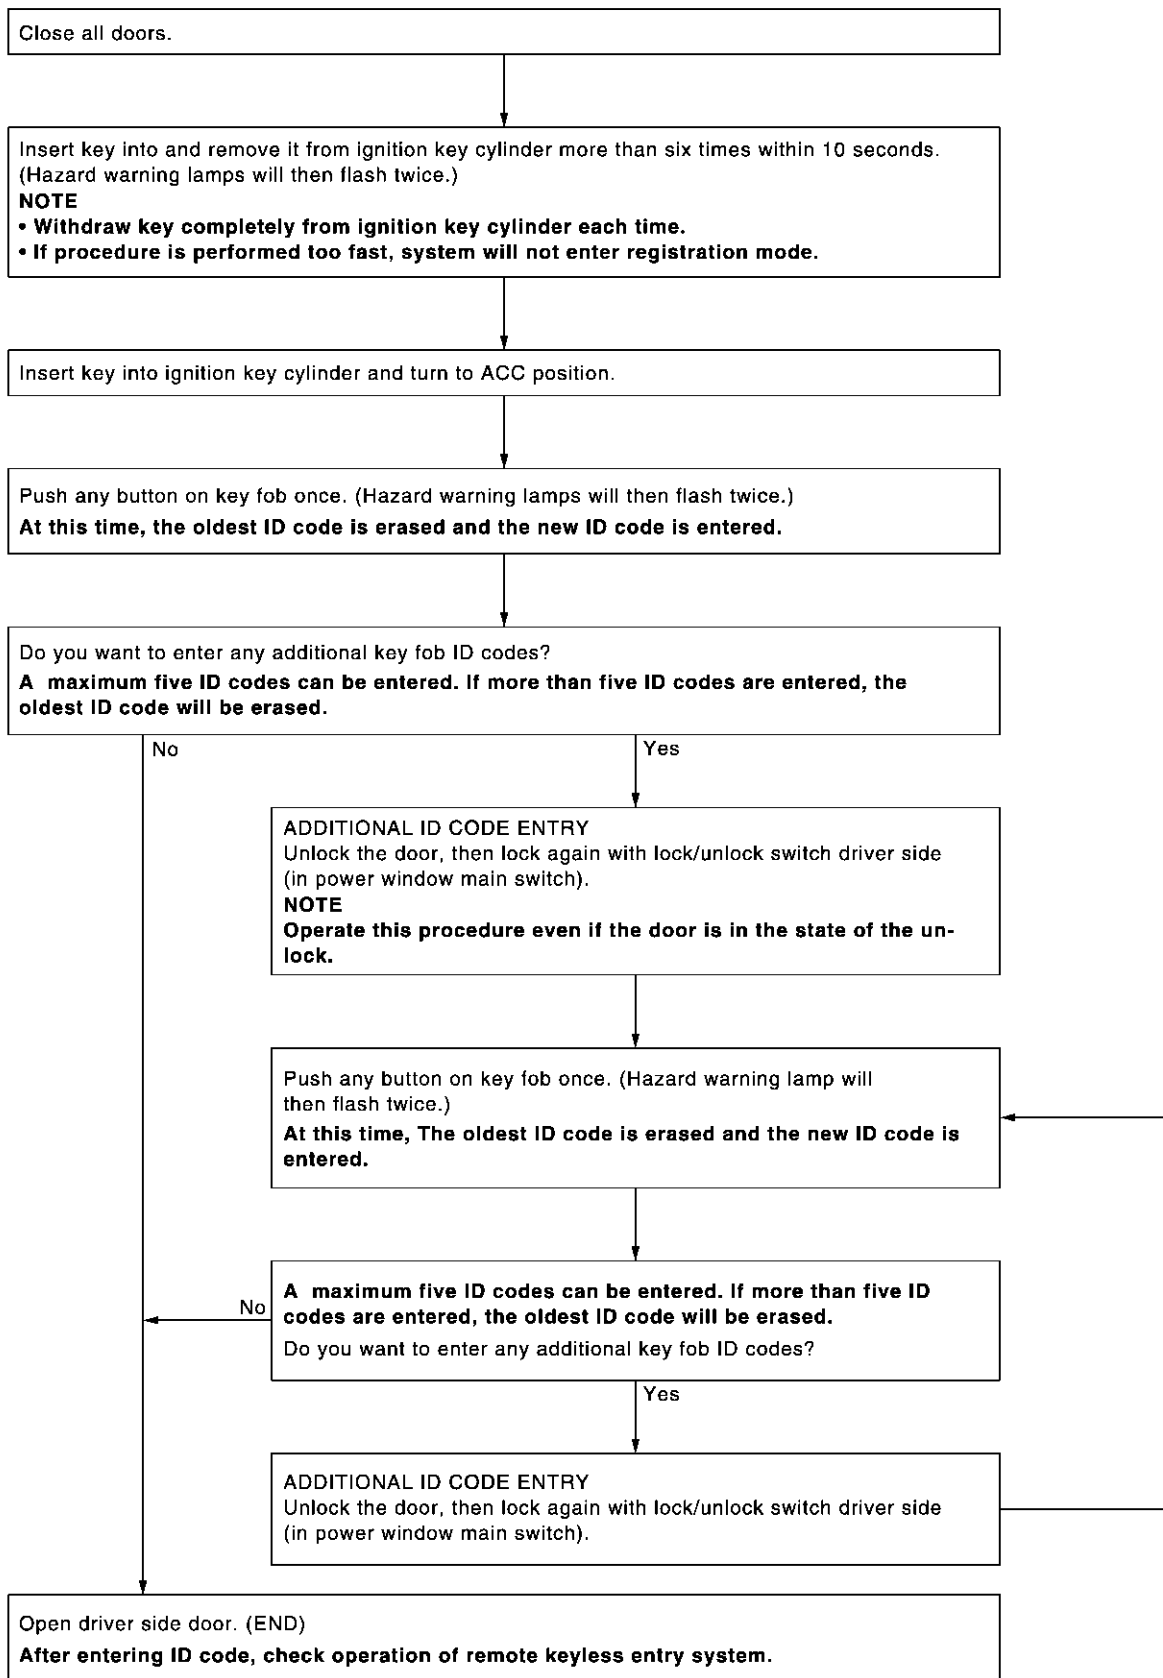 Close all doors.
Insert key into and remove it from ignition key cylinder more than six times within 10 seconds.
(Hazard warning lamps will then flash twice.)
NOTE
• Withdraw key completely from ignition key cylinder each time.
• If procedure is performed too fast, system will not enter registration mode.
Insert key into ignition key cylinder and turn to ACC position.
Push any button on key fob once. (Hazard warning lamps will then flash twice.)
At this time, the oldest ID code is erased and the new ID code is entered.
Do you want to enter any additional key fob ID codes?
A maximum five ID codes can be entered. If more than five ID codes are entered, the
oldest ID code will be erased.
No
Yes
ADDITIONAL ID CODE ENTRY
Unlock the door, then lock again with lock/unlock switch driver side
(in power window main switch).
NOTE
Operate this procedure even if the door is in the state of the un-
lock.
Push any button on key fob once. (Hazard warning lamp will
then flash twice.)
At this time, The oldest ID code is erased and the new ID code is
entered.
A maximum five ID codes can be entered. If more than five ID
codes are entered, the oldest ID code will be erased.
Do you want to enter any additional key fob ID codes?
No
Yes
ADDITIONAL ID CODE ENTRY
Unlock the door, then lock again with lock/unlock switch driver side
(in power window main switch).
Open driver side door. (END)
After entering ID code, check operation of remote keyless entry system.